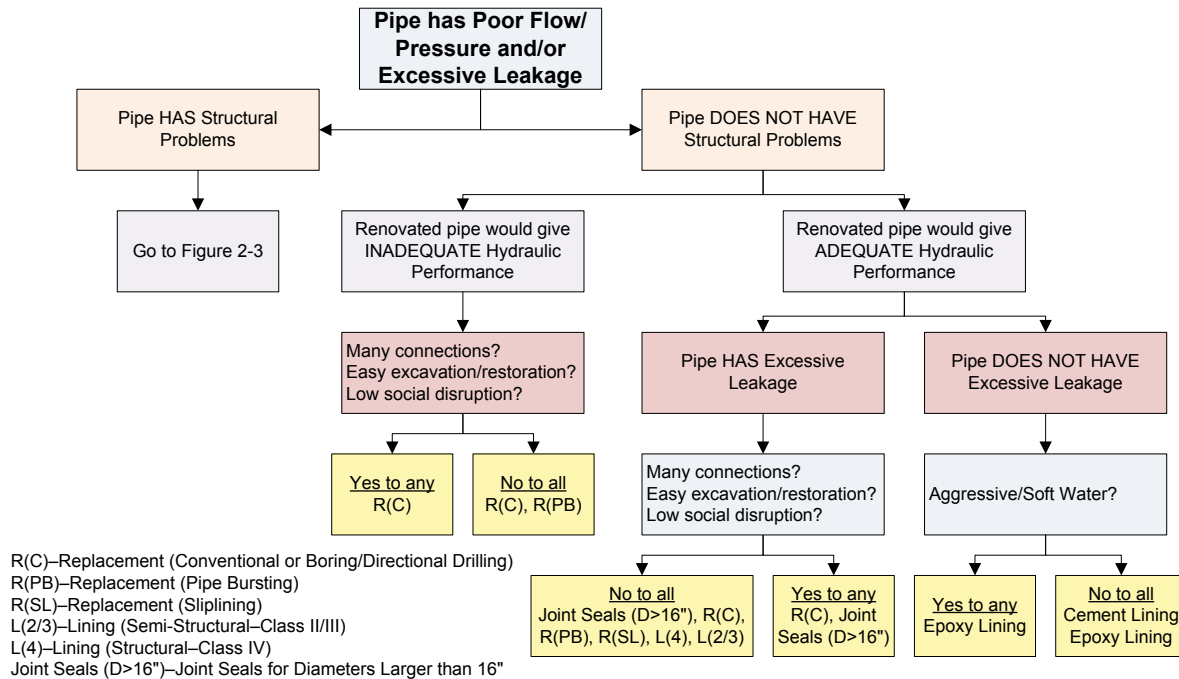 Pipe has Poor Flow/
Pressure and/or
Excessive Leakage
Pipe HAS Structural
Problems
Pipe DOES NOT HAVE
Structural Problems
Go to Figure 2-3
Renovated pipe would give
INADEQUATE Hydraulic
Performance
Renovated pipe would give
ADEQUATE Hydraulic
Performance
Many connections?
Easy excavation/restoration?
Low social disruption?
Pipe HAS Excessive
Leakage
Pipe DOES NOT HAVE
Excessive Leakage
Yes to any
R(C)
No to all
R(C), R(PB)
Many connections?
Easy excavation/restoration?
Low social disruption?
Aggressive/Soft Water?
No to all
Joint Seals (D>16"), R(C),
R(PB), R(SL), L(4), L(2/3)
Yes to any
R(C), Joint
Seals (D>16")
Yes to any
Epoxy Lining
No to all
Cement Lining
Epoxy Lining
R(C)–Replacement (Conventional or Boring/Directional Drilling)
R(PB)–Replacement (Pipe Bursting)
R(SL)–Replacement (Sliplining)
L(2/3)–Lining (Semi-Structural–Class II/III)
L(4)–Lining (Structural–Class IV)
Joint Seals (D>16")–Joint Seals for Diameters Larger than 16"